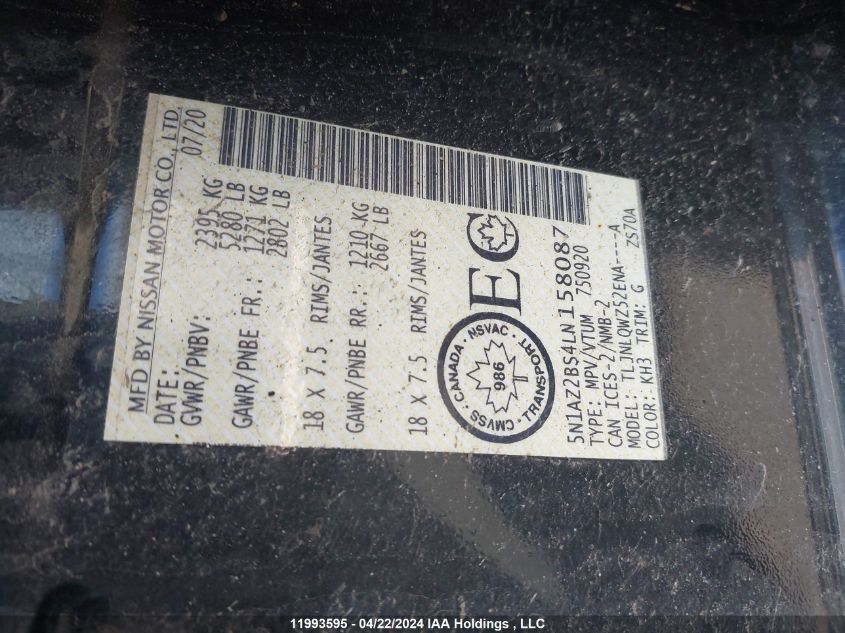 MFD BY NISSAN MOTOR CO., LTD.
DATE: 07/20
GVWR/PNBV: 2395 KG
5280 LB
GAWR/PNBE FR.: 1271 KG
2802 LB
18 X 7.5 RIMS/JANTES
GAWR/PNBE RR.: 1210 KG
2667 LB
18 X 7.5 RIMS/JANTES
CANADA · NSVAC · TRANSPORT · CMVSS
986
EC
5N1AZ2BS4LN158087
TYPE: MPV/VTUM 750920
CAN ICES-2/NMB-2
MODEL: TLJNLOWZ52ENA----A
COLOR: KH3 TRIM: G ZS70A
11993595 - 04/22/2024 IAA Holdings , LLC